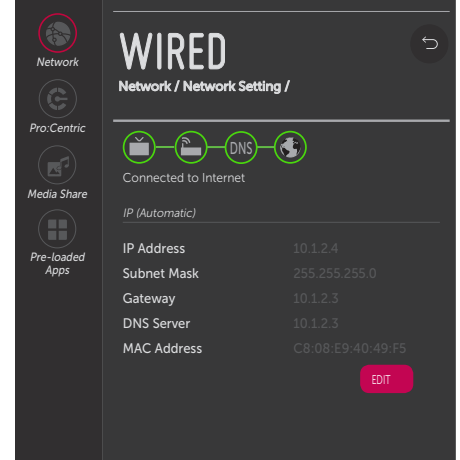 Network
Pro:Centric
Media Share
Pre-loaded
Apps
WIRED
Network / Network Setting /
DNS
Connected to Internet
IP (Automatic)
IP Address 10.1.2.4
Subnet Mask 255.255.255.0
Gateway 10.1.2.3
DNS Server 10.1.2.3
MAC Address C8:08:E9:40:49:F5
EDIT